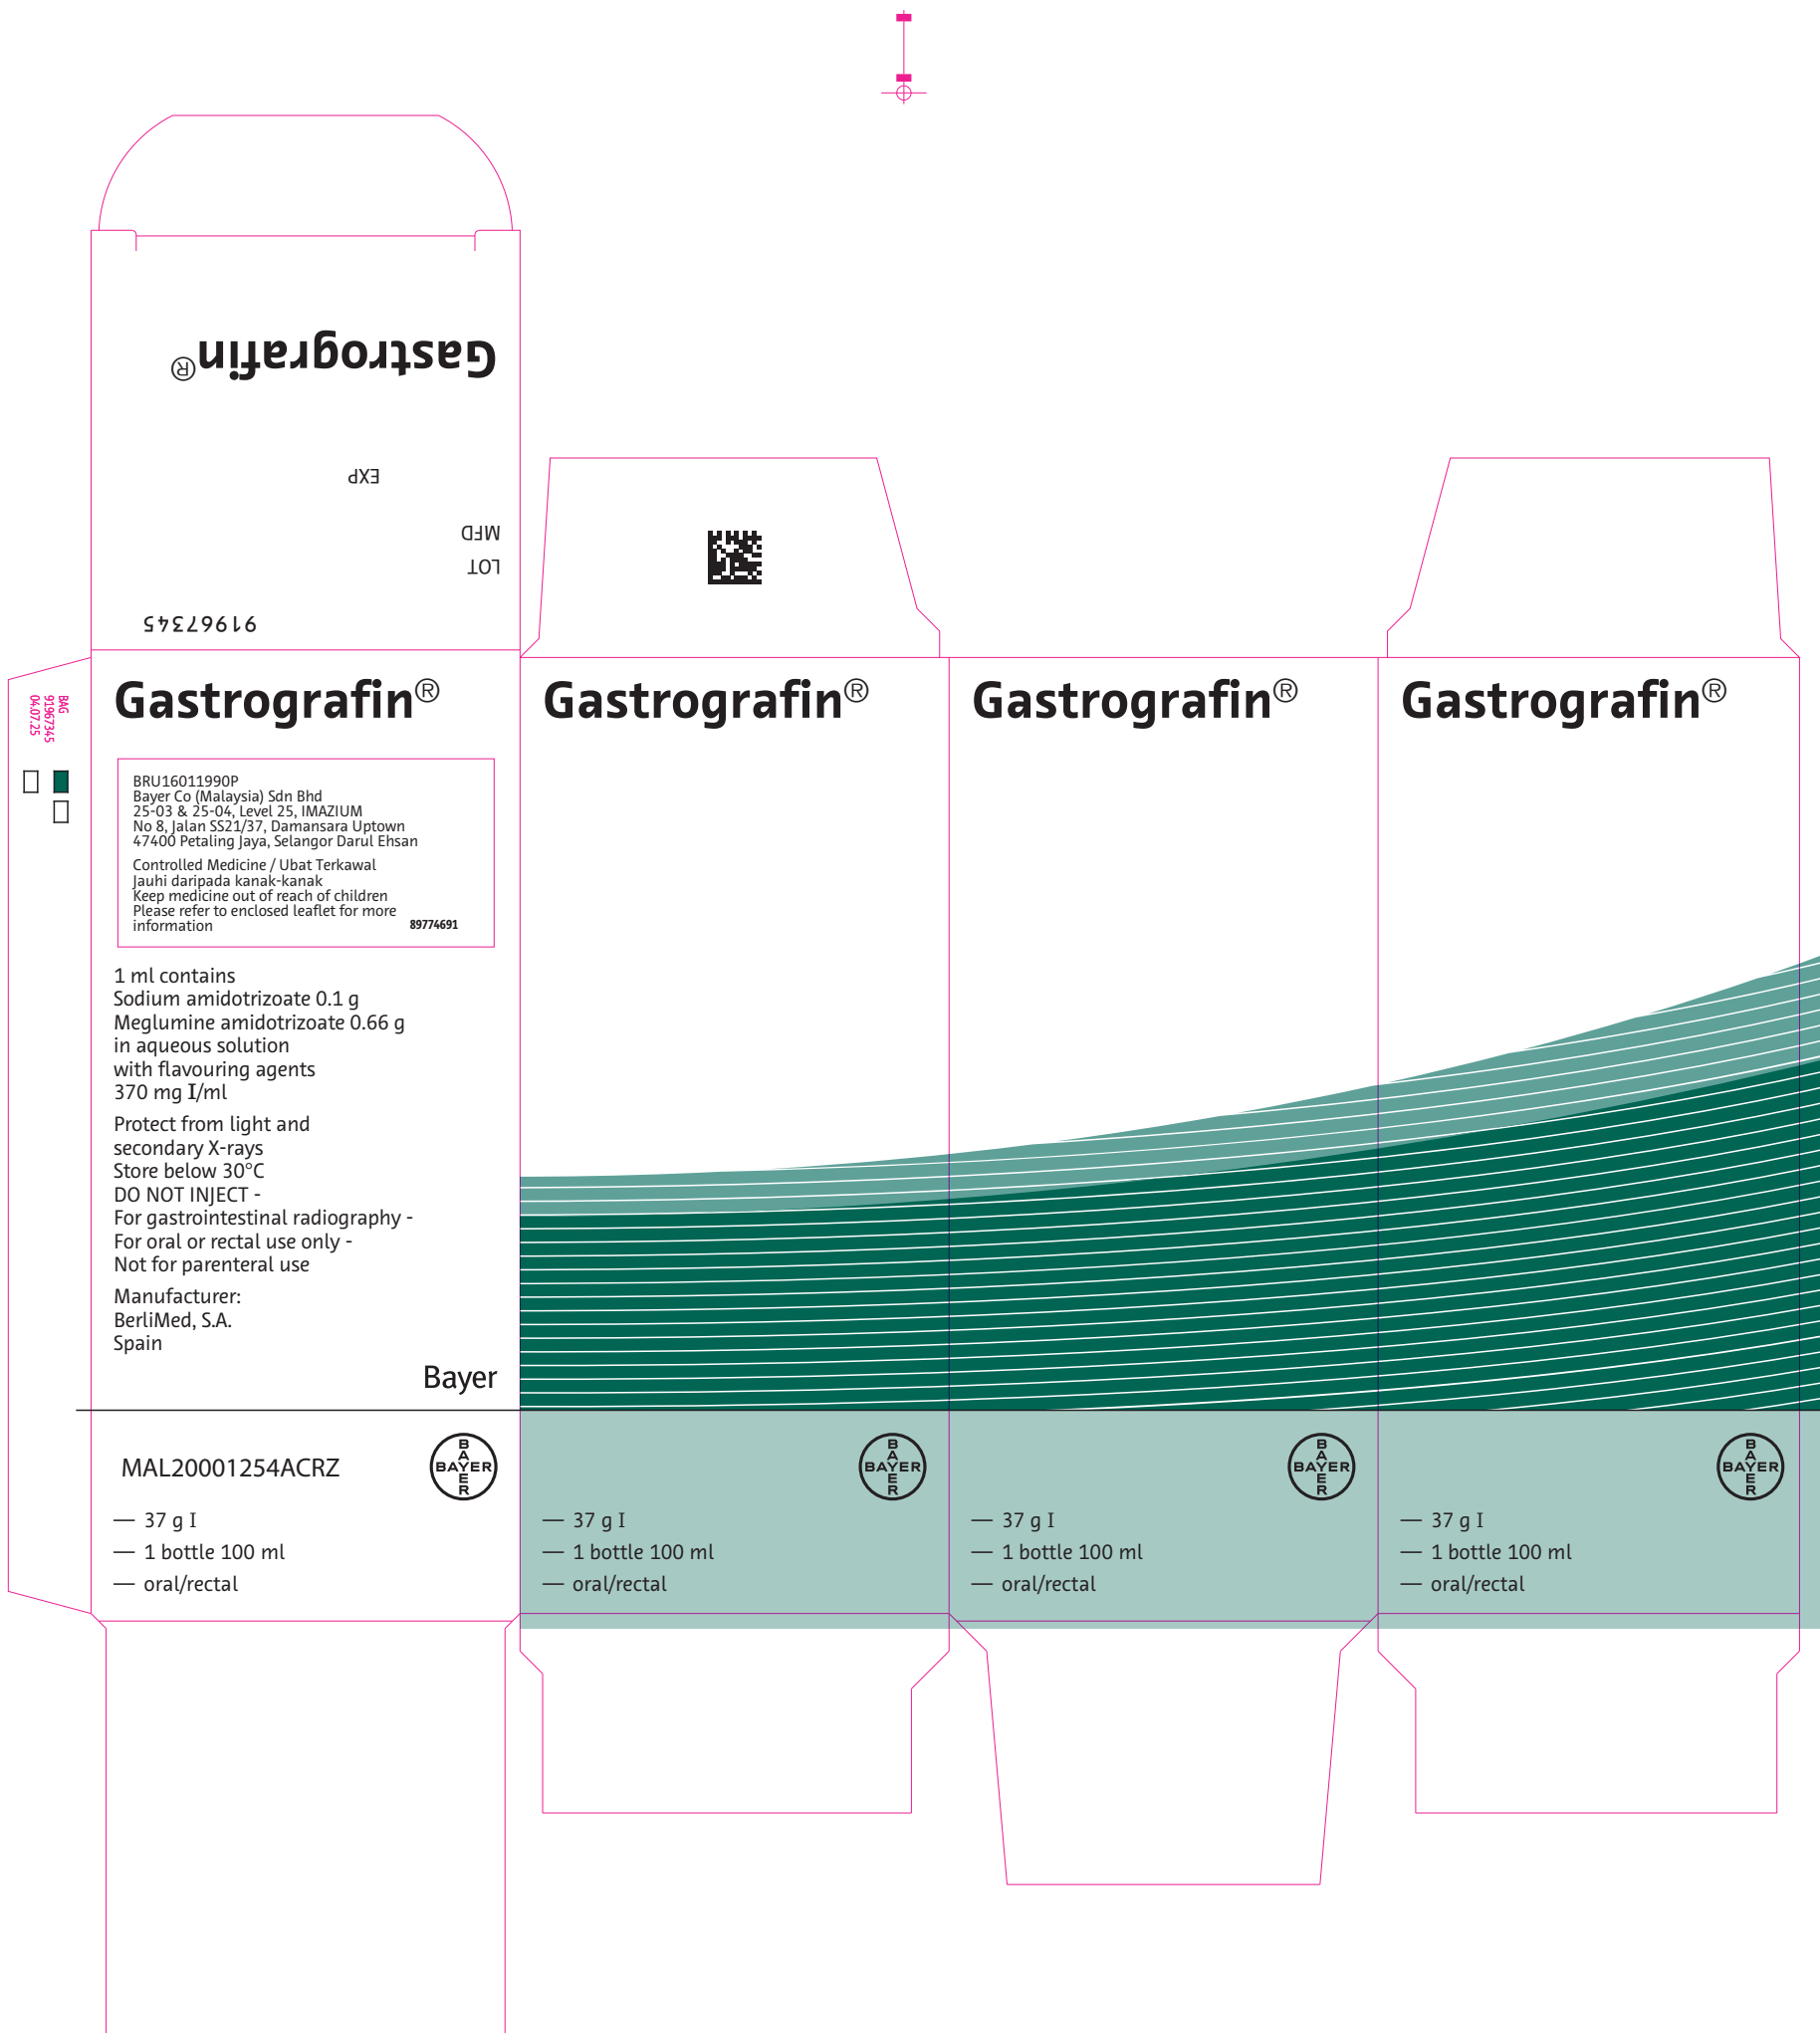 Gastrografin®
EXP
MFD
LOT
91967345
BAG
91967345
04.07.25
Gastrografin®
BRU16011990P
Bayer Co (Malaysia) Sdn Bhd
25-03 & 25-04, Level 25, IMAZIUM
No 8, Jalan SS21/37, Damansara Uptown
47400 Petaling Jaya, Selangor Darul Ehsan
Controlled Medicine / Ubat Terkawal
Jauhi daripada kanak-kanak
Keep medicine out of reach of children
Please refer to enclosed leaflet for more
information 89774691
1 ml contains
Sodium amidotrizoate 0.1 g
Meglumine amidotrizoate 0.66 g
in aqueous solution
with flavouring agents
370 mg I/ml
Protect from light and
secondary X-rays
Store below 30°C
DO NOT INJECT -
For gastrointestinal radiography -
For oral or rectal use only -
Not for parenteral use
Manufacturer:
BerliMed, S.A.
Spain
Bayer
MAL20001254ACRZ
BAYER
BAYER
— 37 g I
— 1 bottle 100 ml
— oral/rectal
Gastrografin®
BAYER
BAYER
— 37 g I
— 1 bottle 100 ml
— oral/rectal
Gastrografin®
BAYER
BAYER
— 37 g I
— 1 bottle 100 ml
— oral/rectal
Gastrografin®
BAYER
BAYER
— 37 g I
— 1 bottle 100 ml
— oral/rectal